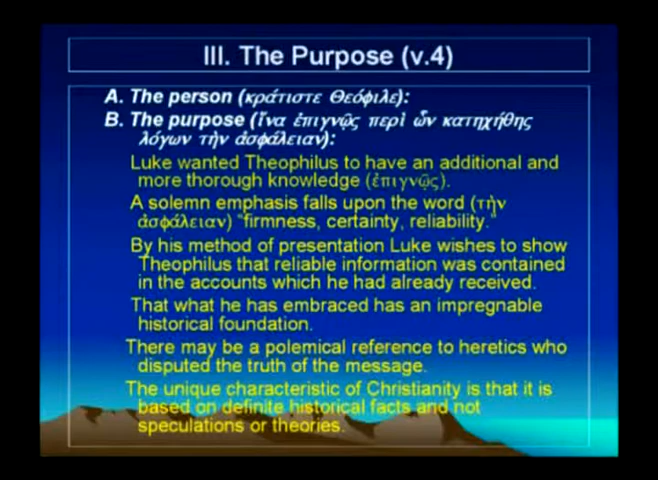 III. The Purpose (v.4)
A. The person (κράτιστε Θεόφιλε):
B. The purpose (ἵνα ἐπιγνῷς περὶ ὧν κατηχήθης
λόγων τὴν ἀσφάλειαν):
Luke wanted Theophilus to have an additional and
more thorough knowledge (ἐπιγνῷς).
A solemn emphasis falls upon the word (τὴν
ἀσφάλειαν) "firmness, certainty, reliability."
By his method of presentation Luke wishes to show
Theophilus that reliable information was contained
in the accounts which he had already received.
That what he has embraced has an impregnable
historical foundation.
There may be a polemical reference to heretics who
disputed the truth of the message.
The unique characteristic of Christianity is that it is
based on definite historical facts and not
speculations or theories.